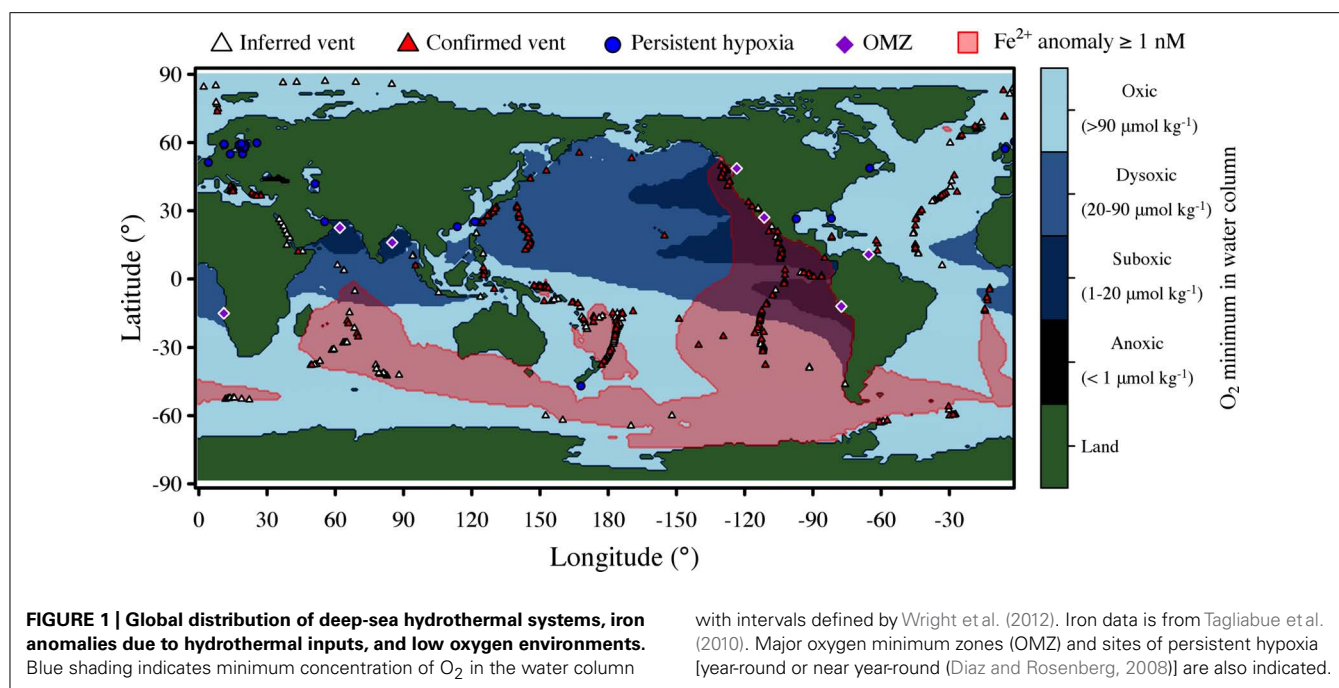 Inferred vent Confirmed vent Persistent hypoxia OMZ Fe²⁺ anomaly ≥ 1 nM
90
60
30
0
-30
-60
-90
Latitude (°)
0 30 60 90 120 150 180 -150 -120 -90 -60 -30
Longitude (°)
Oxic
(>90 μmol kg⁻¹)
Dysoxic
(20-90 μmol kg⁻¹)
Suboxic
(1-20 μmol kg⁻¹)
Anoxic
(< 1 μmol kg⁻¹)
Land
O₂ minimum in water column
FIGURE 1 | Global distribution of deep-sea hydrothermal systems, iron
anomalies due to hydrothermal inputs, and low oxygen environments.
Blue shading indicates minimum concentration of O₂ in the water column
with intervals defined by Wright et al. (2012). Iron data is from Tagliabue et al.
(2010). Major oxygen minimum zones (OMZ) and sites of persistent hypoxia
[year-round or near year-round (Diaz and Rosenberg, 2008)] are also indicated.